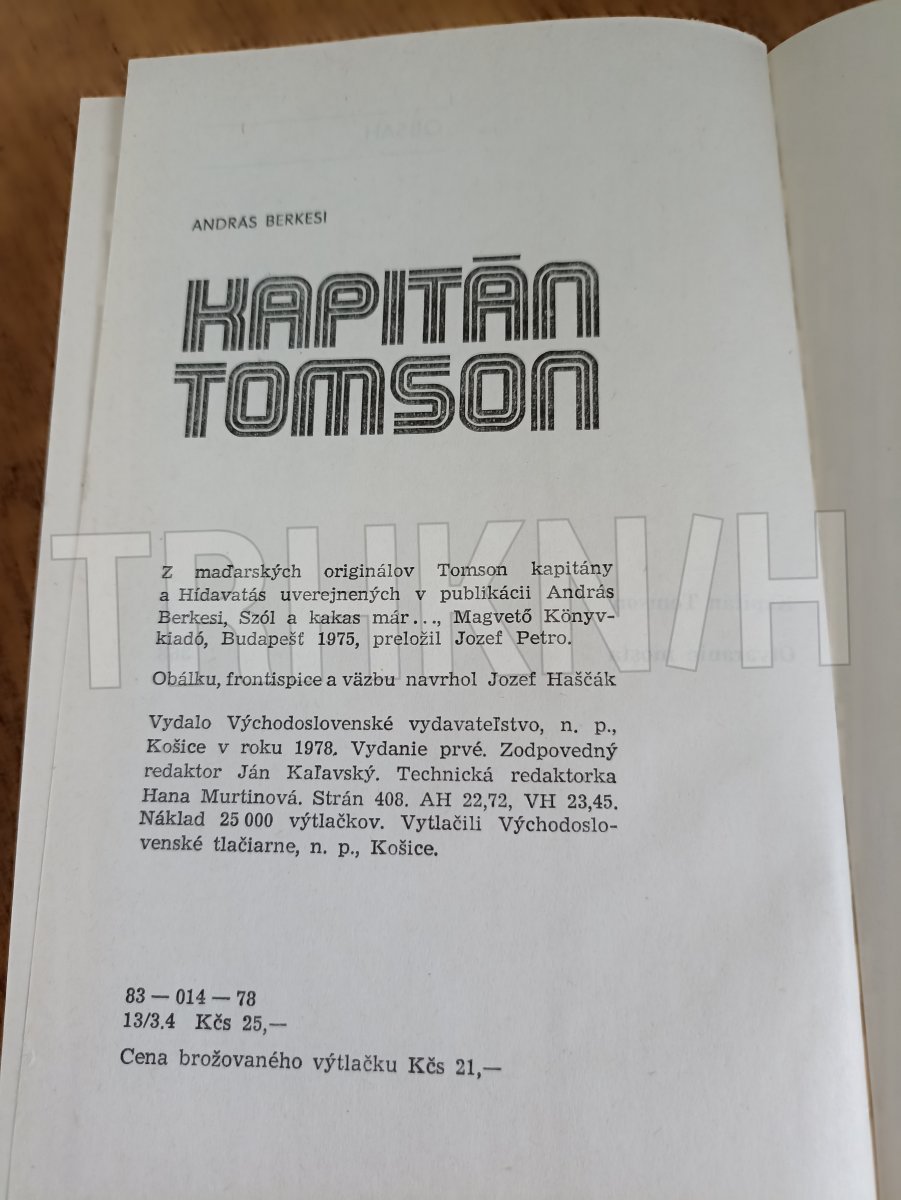 OBSAH
ANDRÁS BERKESI
KAPITÁN
TOMSON
TRHKNÍH
Z maďarských originálov Tomson kapitány
a Hídavatás uverejnených v publikácii András
Berkesi, Szól a kakas már..., Magvető Könyv-
kiadó, Budapešť 1975, preložil Jozef Petro.
Obálku, frontispice a väzbu navrhol Jozef Haščák
Vydalo Východoslovenské vydavateľstvo, n. p.,
Košice v roku 1978. Vydanie prvé. Zodpovedný
redaktor Ján Kaľavský. Technická redaktorka
Hana Murtinová. Strán 408. AH 22,72, VH 23,45.
Náklad 25 000 výtlačkov. Vytlačili Východoslo-
venské tlačiarne, n. p., Košice.
83 — 014 — 78
13/3.4 Kčs 25,—
Cena brožovaného výtlačku Kčs 21,—